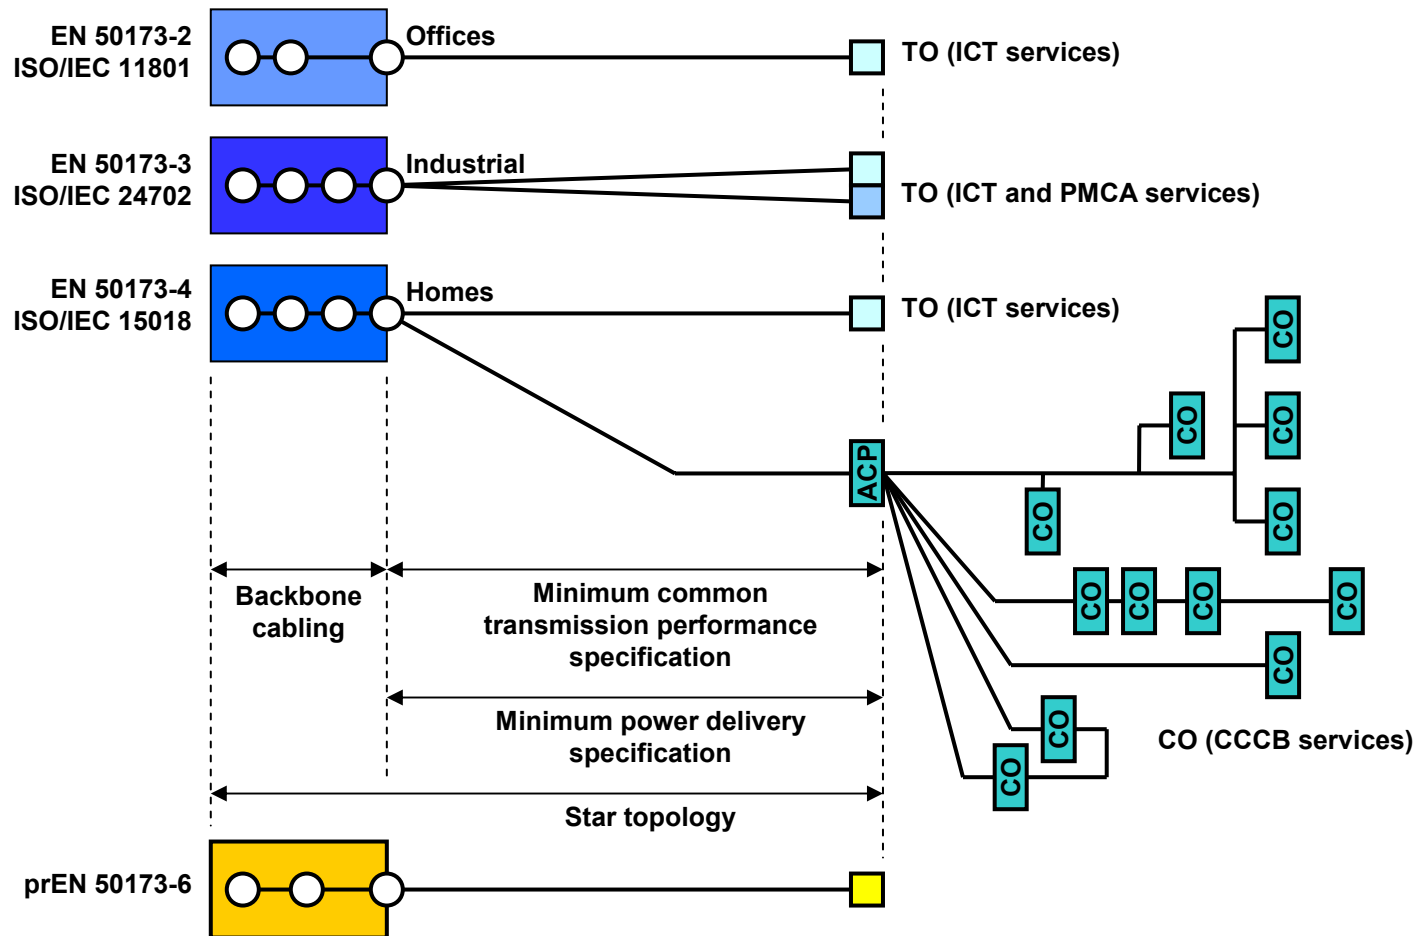 EN 50173-2
ISO/IEC 11801
Offices
TO (ICT services)
EN 50173-3
ISO/IEC 24702
Industrial
TO (ICT and PMCA services)
EN 50173-4
ISO/IEC 15018
Homes
TO (ICT services)
CO
CO
CO
ACP
CO
CO
Backbone
cabling
Minimum common
transmission performance
specification
CO
CO
CO
CO
CO
Minimum power delivery
specification
CO
CO
CO (CCCB services)
Star topology
prEN 50173-6